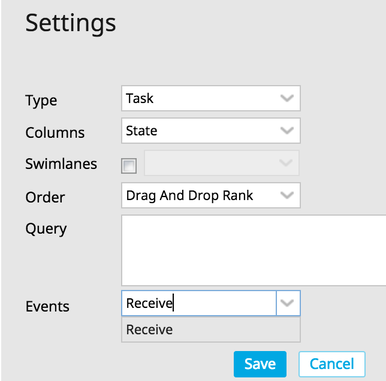 Settings
Type Task
Columns State
Swimlanes
Order Drag And Drop Rank
Query
Events Receive
Receive
Save Cancel